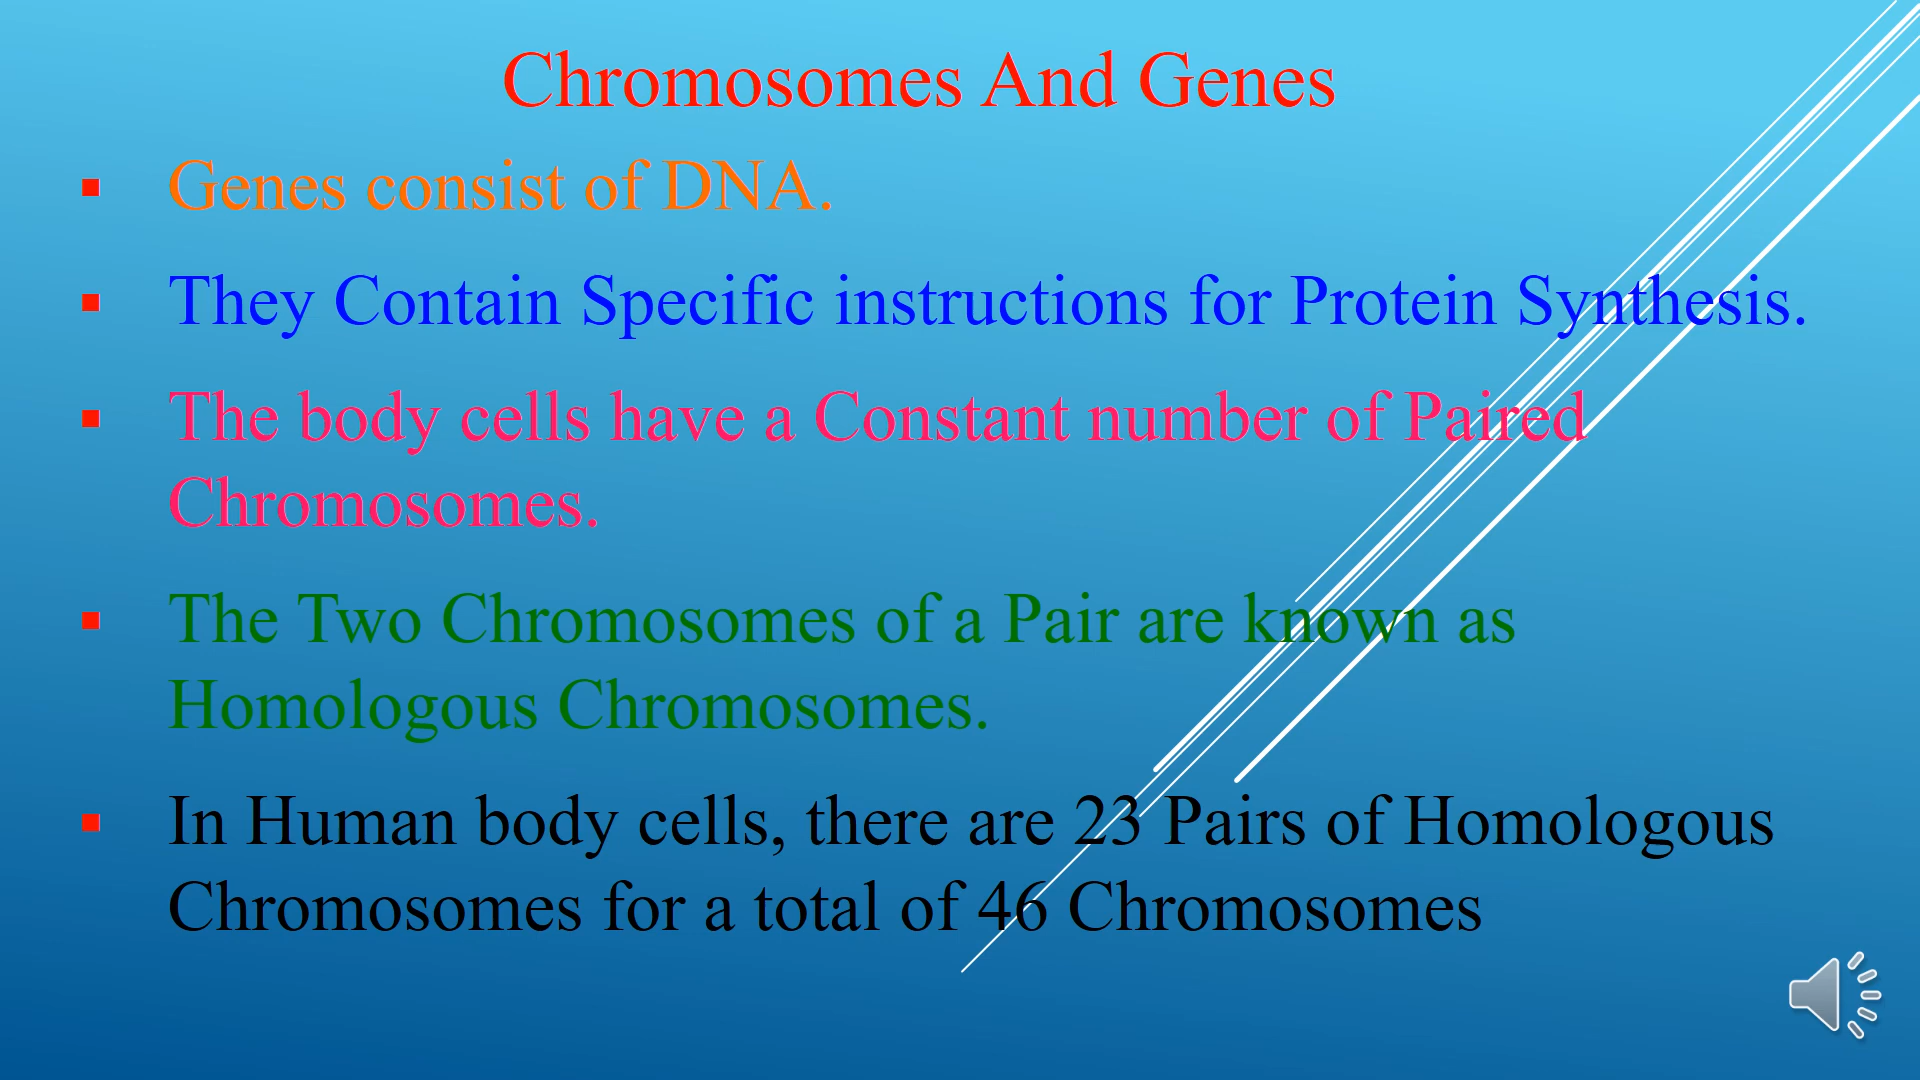 Chromosomes And Genes
▪ Genes consist of DNA.
▪ They Contain Specific instructions for Protein Synthesis.
▪ The body cells have a Constant number of Paired
Chromosomes.
▪ The Two Chromosomes of a Pair are known as
Homologous Chromosomes.
▪ In Human body cells, there are 23 Pairs of Homologous
Chromosomes for a total of 46 Chromosomes